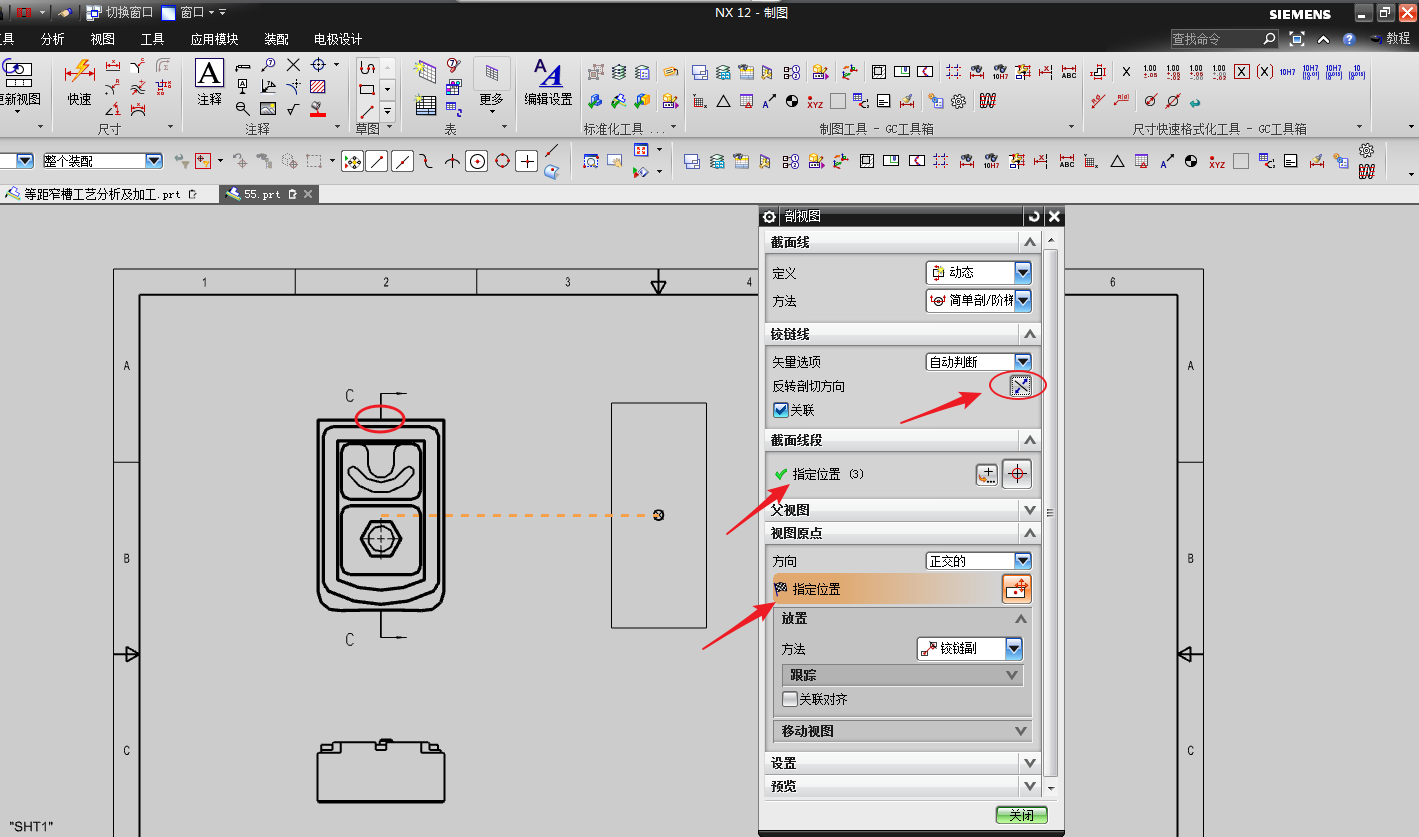 切换窗口 窗口 NX 12 - 制图 SIEMENS
工具 分析 视图 工具 应用模块 装配 电极设计 查找命令 教程
更新视图 快速 注释 更多 编辑设置
尺寸 注释 草图 表 标准化工具 ... 制图工具 - GC工具箱 尺寸快速格式化工具 - GC工具箱
整个装配
等距窄槽工艺分析及加工.prt 55.prt
剖视图
截面线
定义 动态
方法 简单剖/阶梯
铰链线
矢量选项 自动判断
反转剖切方向
关联
截面线段
指定位置 (3)
父视图
视图原点
方向 正交的
指定位置
放置
方法 铰链副
跟踪
关联对齐
移动视图
设置
预览
关闭
1 2 3 4 6
A A
C
B B
C
C C
"SHT1"